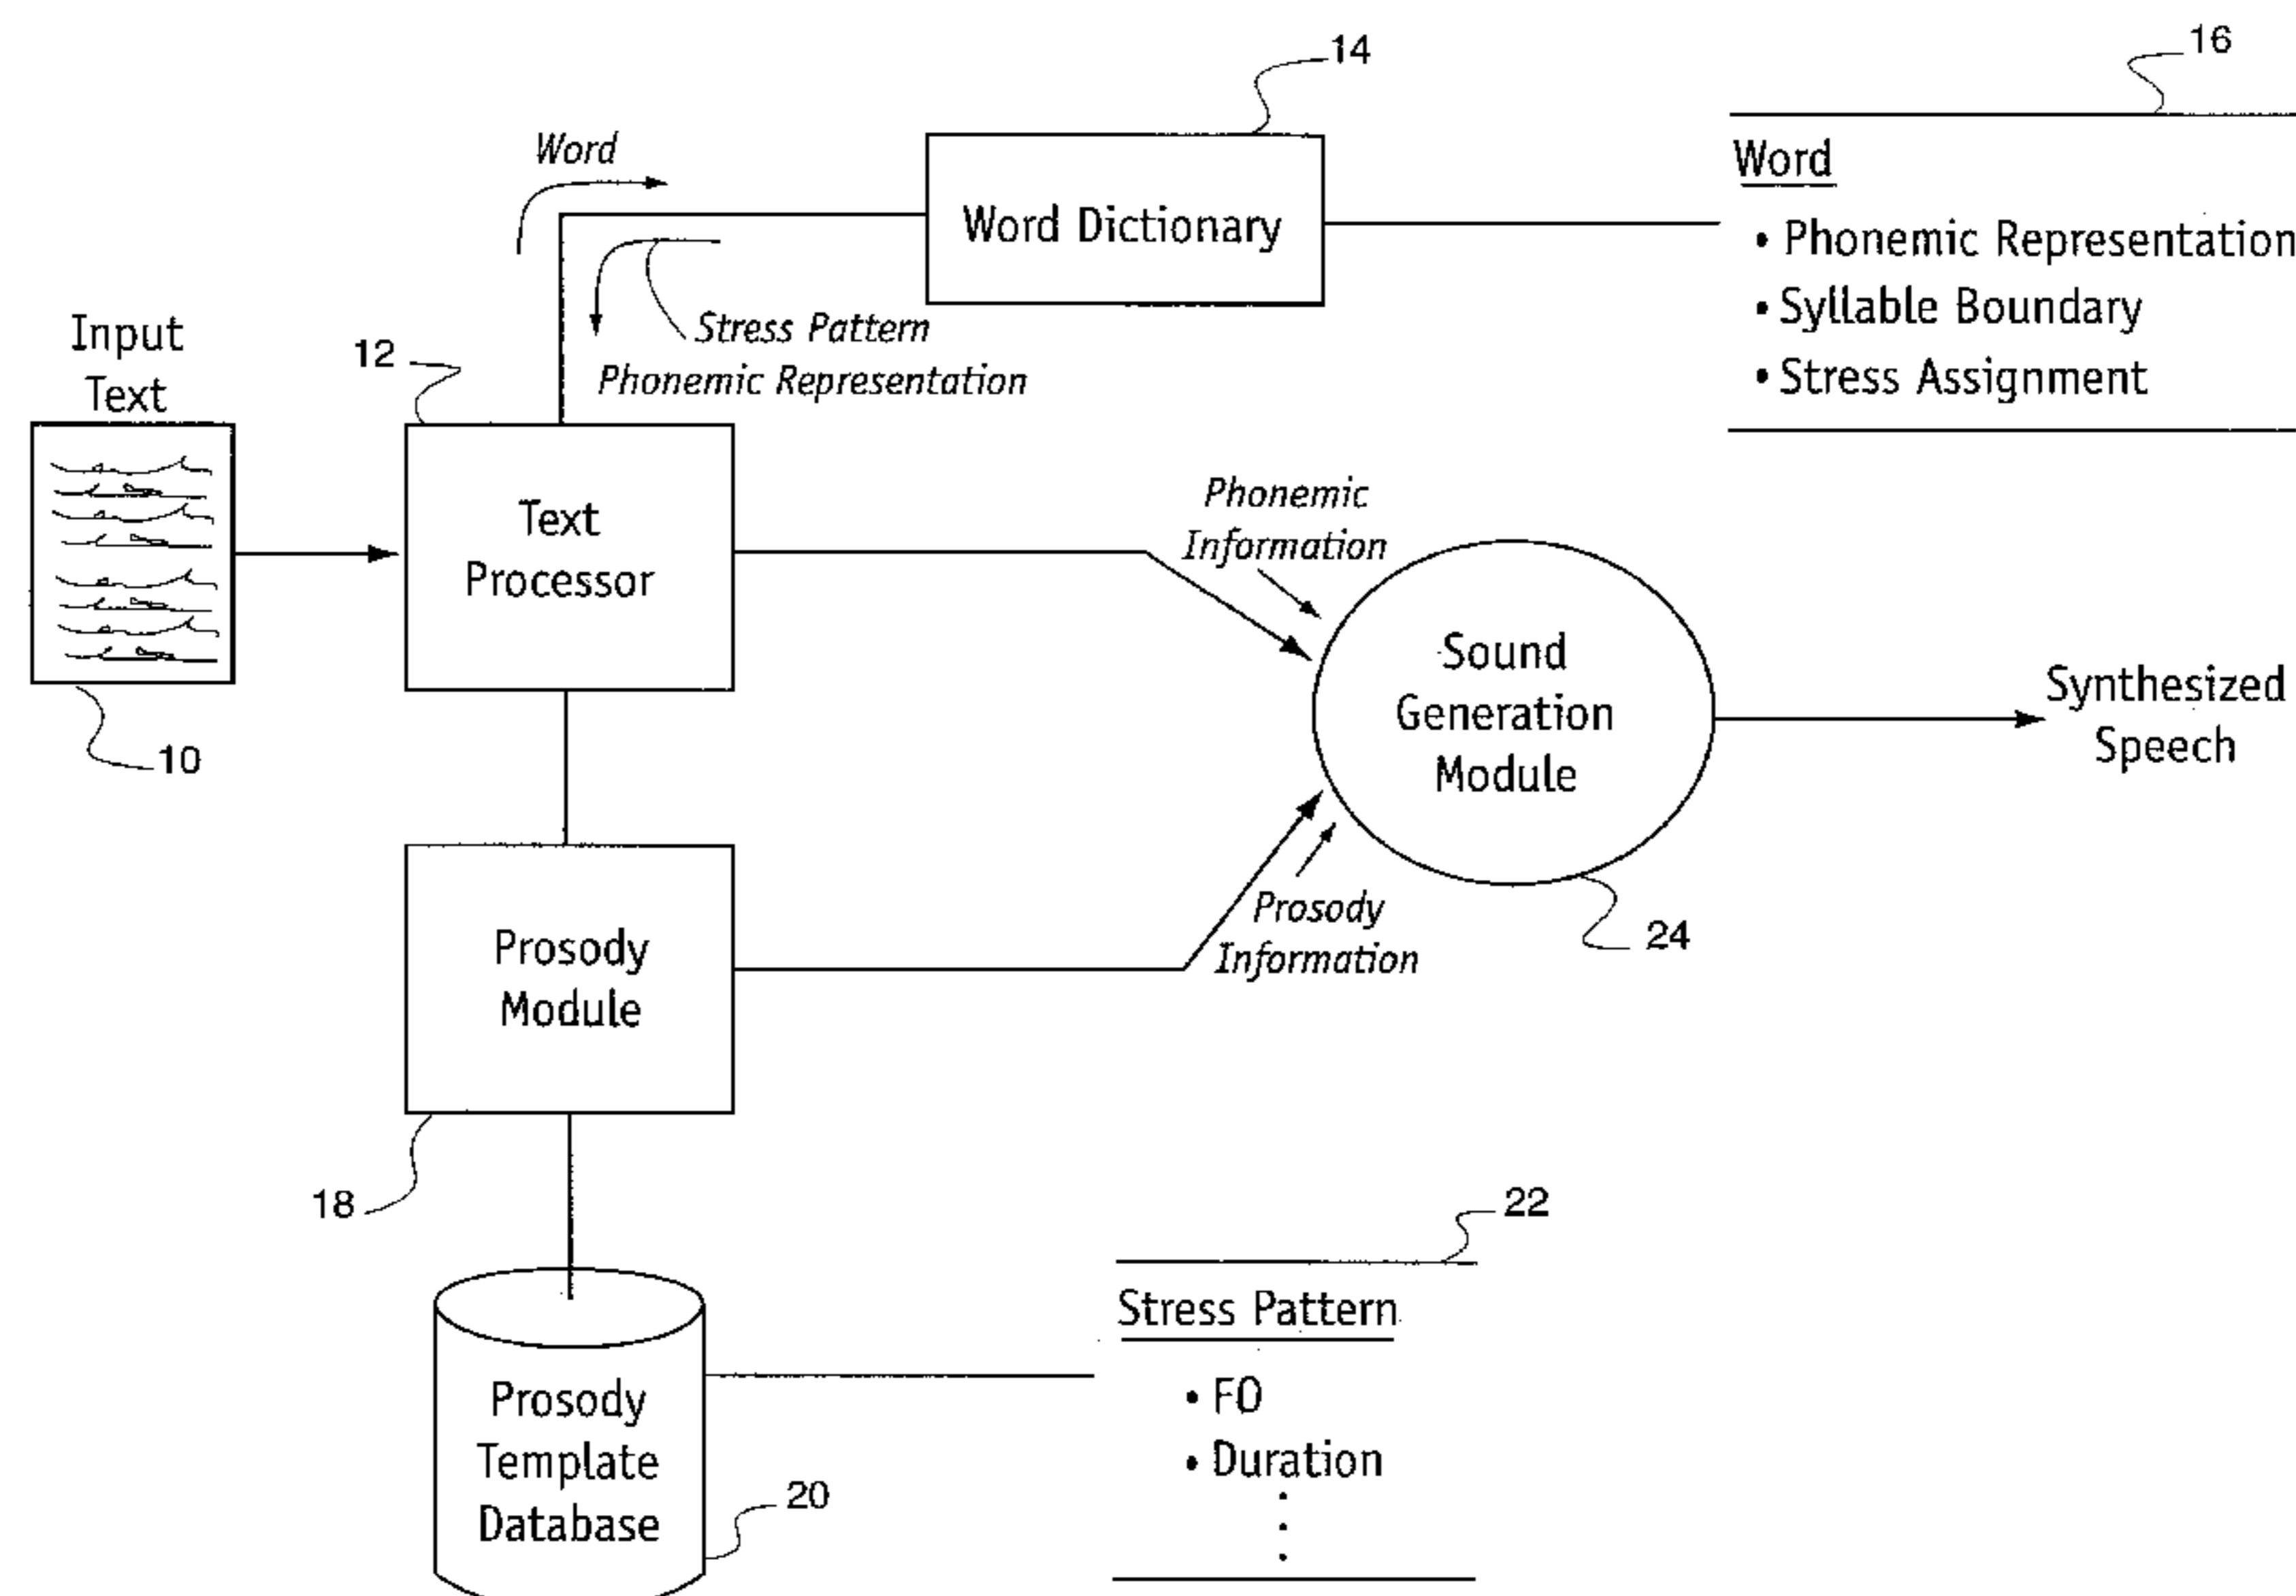 14
16
Word
Word Dictionary
Word
• Phonemic Representation
• Syllable Boundary
• Stress Assignment
Stress Pattern
Phonemic Representation
Input
Text
12
10
Text
Processor
Phonemic
Information
Sound
Generation
Module
24
Synthesized
Speech
Prosody
Information
Prosody
Module
18
22
Stress Pattern
• F0
• Duration
Prosody
Template
Database
20